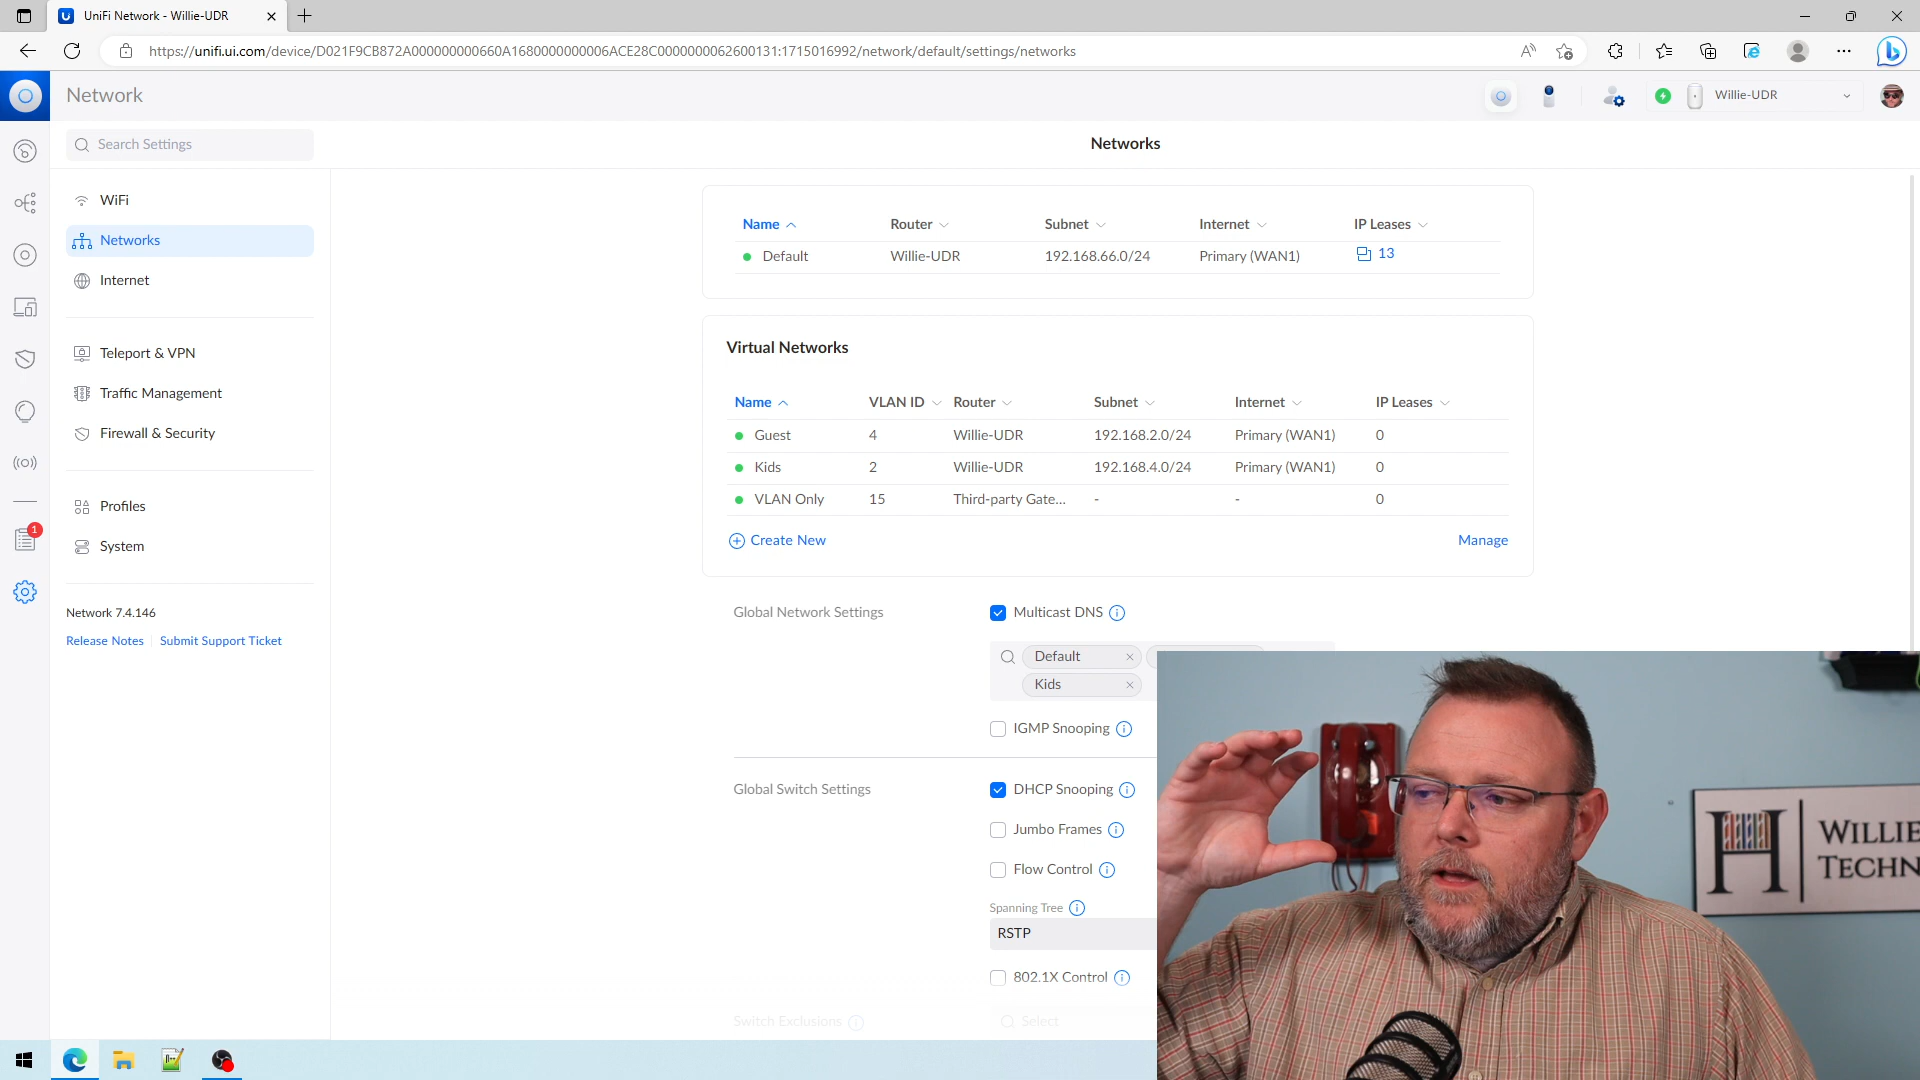 UniFi Network - Willie-UDR
https://unifi.ui.com/device/D021F9CB872A000000000660A1680000000006ACE28C0000000062600131:1715016992/network/default/settings/networks
Network
Willie-UDR
Search Settings
Networks
WiFi
Networks
Internet
Teleport & VPN
Traffic Management
Firewall & Security
Profiles
System
1
Network 7.4.146
Release Notes
Submit Support Ticket
Name Router Subnet Internet IP Leases
Default Willie-UDR 192.168.66.0/24 Primary (WAN1) 13
Virtual Networks
Name VLAN ID Router Subnet Internet IP Leases
Guest 4 Willie-UDR 192.168.2.0/24 Primary (WAN1) 0
Kids 2 Willie-UDR 192.168.4.0/24 Primary (WAN1) 0
VLAN Only 15 Third-party Gate... - - 0
Create New
Manage
Global Network Settings
Multicast DNS
Default
Kids
IGMP Snooping
Global Switch Settings
DHCP Snooping
Jumbo Frames
Flow Control
Spanning Tree
RSTP
802.1X Control
Switch Exclusions
Select
H
WILLIE
TECHN